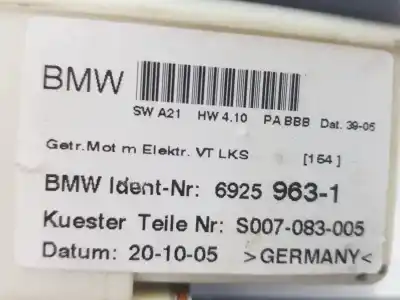 BMW
SW A21 HW 4.10 PA BBB Dat. 39-05
Getr.Mot m Elektr. VT LKS [164]
BMW Ident-Nr: 6925 963-1
Kuester Teile Nr: S007-083-005
Datum: 20-10-05 >GERMANY<